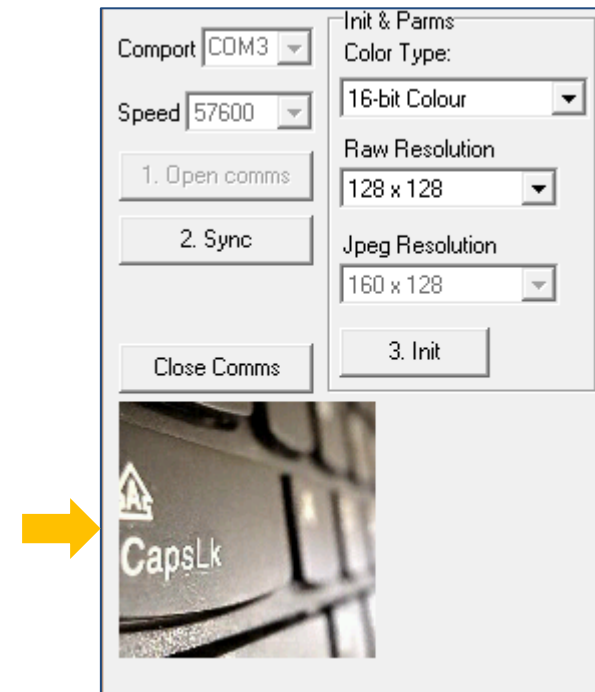 Comport COM3
Speed 57600
1. Open comms
2. Sync
Close Comms
Init & Parms
Color Type:
16-bit Colour
Raw Resolution
128 x 128
Jpeg Resolution
160 x 128
3. Init
A
CapsLk